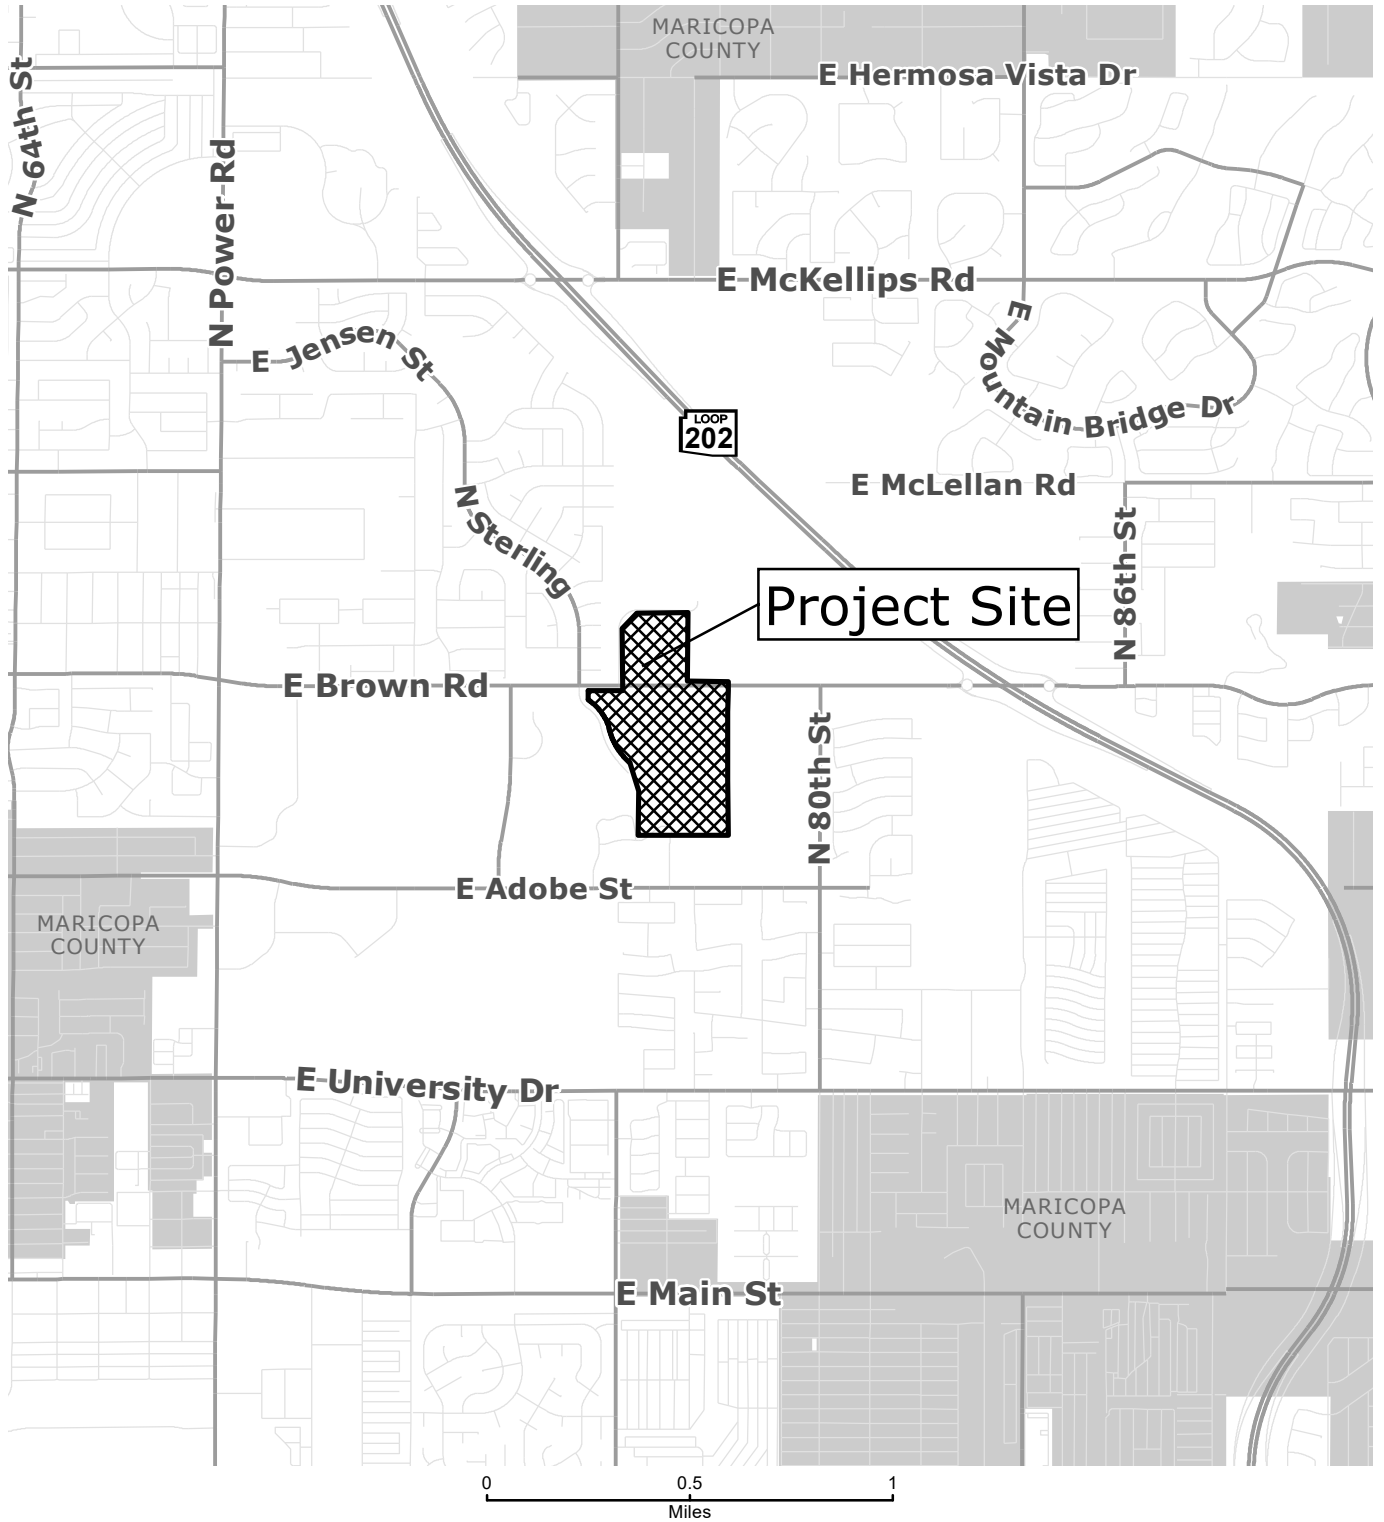 MARICOPA
COUNTY
E Hermosa Vista Dr
N 64th St
N Power Rd
E McKellips Rd
E Jensen St
E Mountain Bridge Dr
LOOP
202
E McLellan Rd
N Sterling
N 86th St
Project Site
E Brown Rd
N 80th St
E Adobe St
MARICOPA
COUNTY
E University Dr
MARICOPA
COUNTY
E Main St
0 0.5 1
Miles